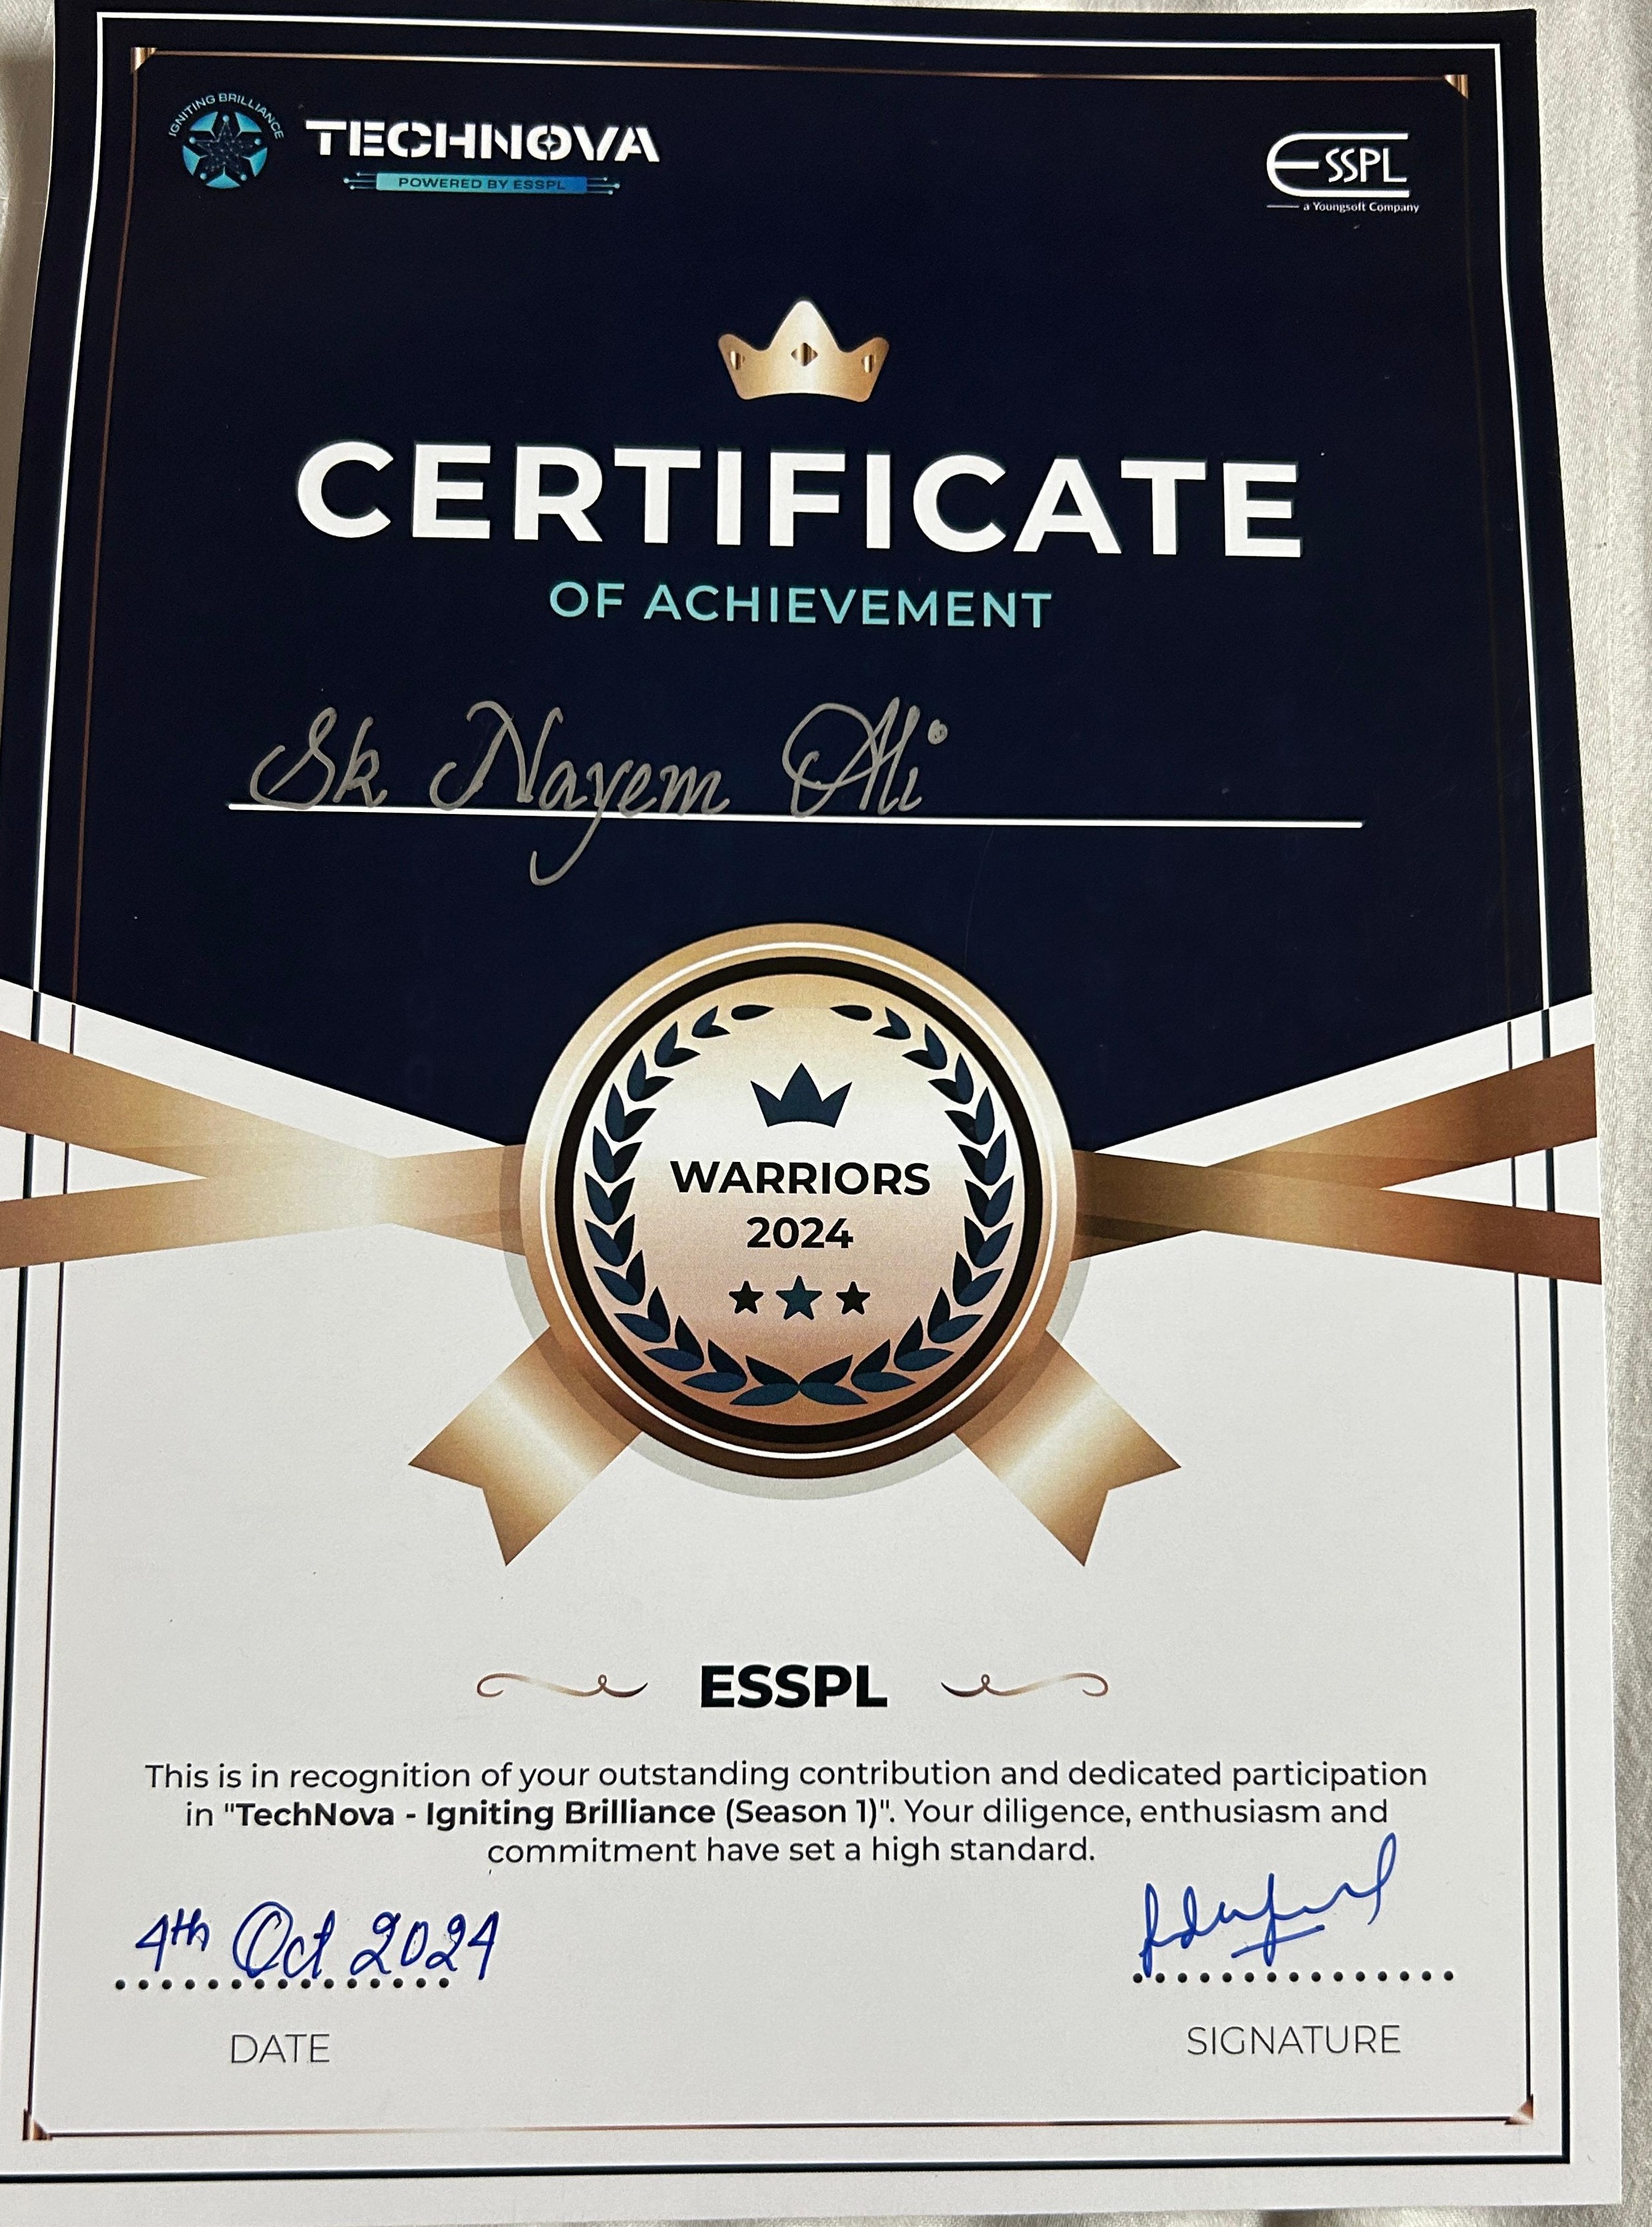 IGNITING BRILLIANCE
TECHNOVA
POWERED BY ESSPL
ESSPL
a Youngsoft Company
CERTIFICATE
OF ACHIEVEMENT
Sk Nayem Ali
WARRIORS
2024
ESSPL
This is in recognition of your outstanding contribution and dedicated participation
in "TechNova - Igniting Brilliance (Season 1)". Your diligence, enthusiasm and
commitment have set a high standard.
4th Oct 2024
DATE
SIGNATURE